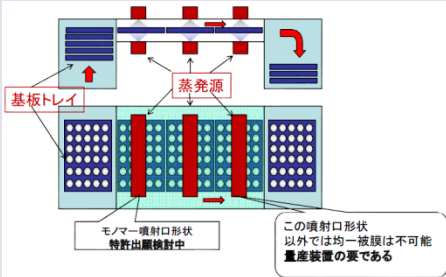 蒸発源
基板トレイ
モノマー噴射口形状
特許出願検討中
この噴射口形状
以外では均一被膜は不可能
量産装置の要である